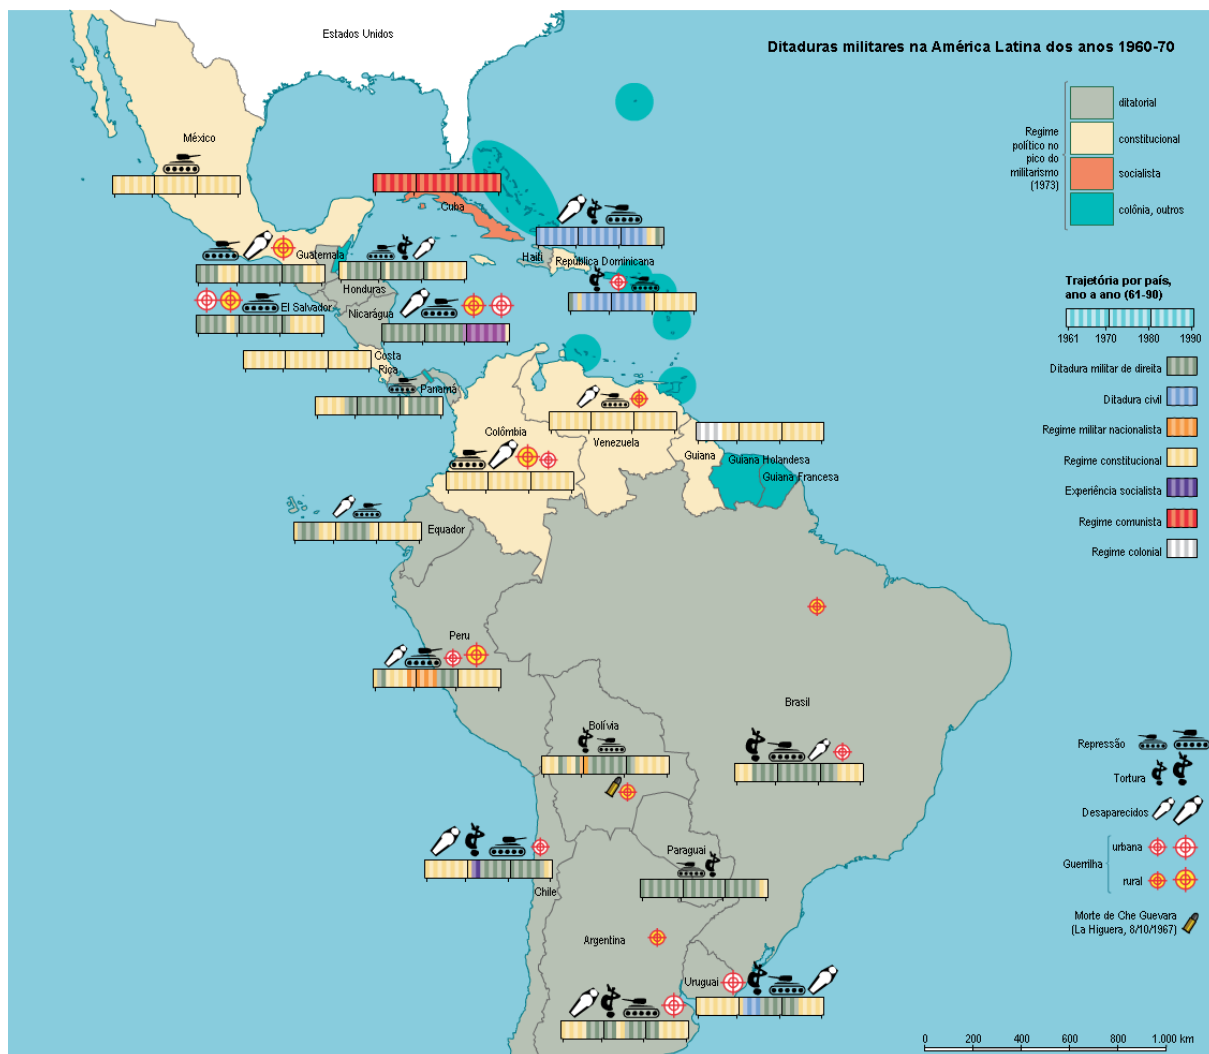 Estados Unidos
Ditaduras militares na América Latina dos anos 1960-70
Regime
político no
pico do
militarismo
(1973)
ditatorial
constitucional
socialista
colônia, outros
México
Cuba
Haiti
República Dominicana
Guatemala
Honduras
El Salvador
Nicarágua
Costa
Rica
Panamá
Trajetória por país,
ano a ano (61-90)
1961 1970 1980 1990
Ditadura militar de direita
Ditadura civil
Regime militar nacionalista
Regime constitucional
Experiência socialista
Regime comunista
Regime colonial
Colômbia
Venezuela
Guiana
Guiana Holandesa
Guiana Francesa
Equador
Peru
Brasil
Bolívia
Paraguai
Chile
Argentina
Uruguai
Repressão
Tortura
Desaparecidos
Guerrilha
urbana
rural
Morte de Che Guevara
(La Higuera, 8/10/1967)
0 200 400 600 800 1.000 km